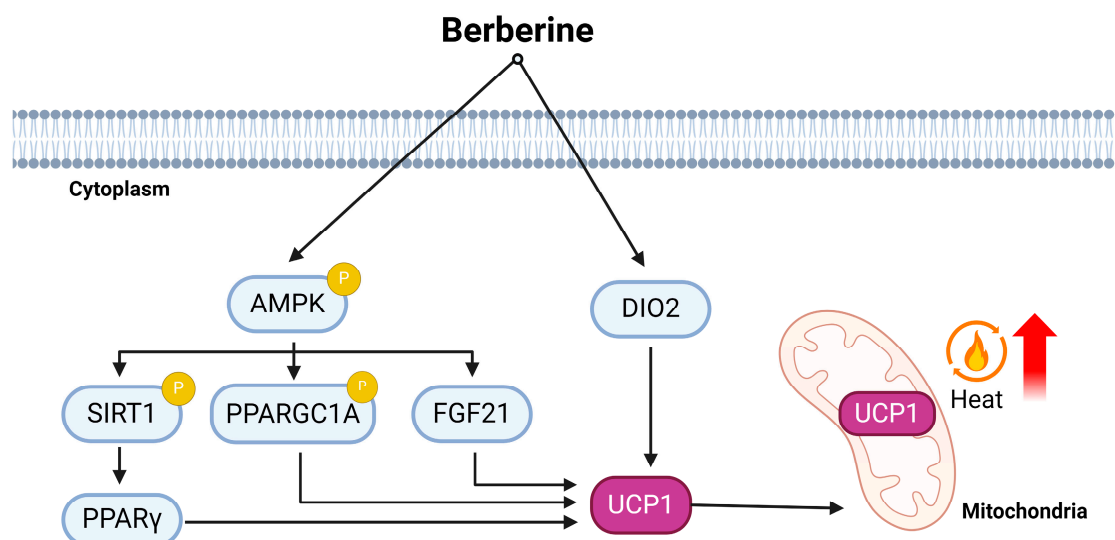 Berberine
Cytoplasm
P
AMPK
DIO2
P
P
SIRT1
PPARGC1A
FGF21
UCP1
Heat
PPARγ
UCP1
Mitochondria